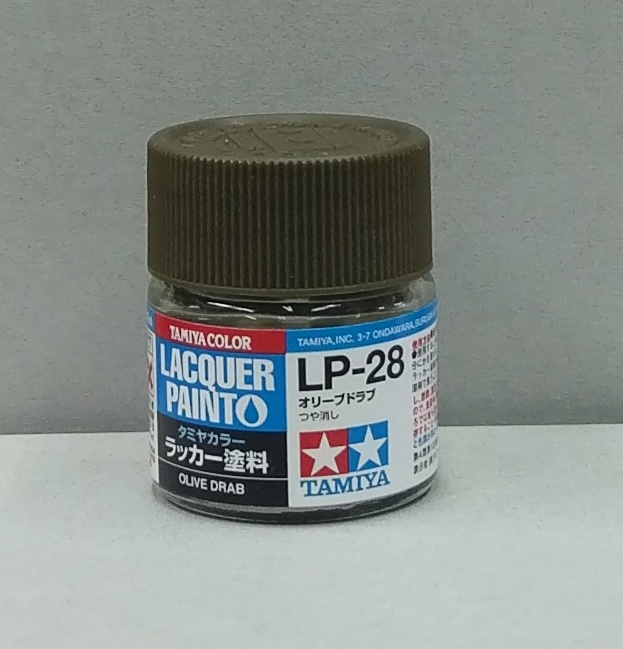 TAMIYA COLOR
LACQUER
PAINT
タミヤカラー
ラッカー塗料
OLIVE DRAB
TAMIYA, INC. 3-7 ONDAWARA,
LP-28
オリーブドラブ
つや消し
TAMIYA